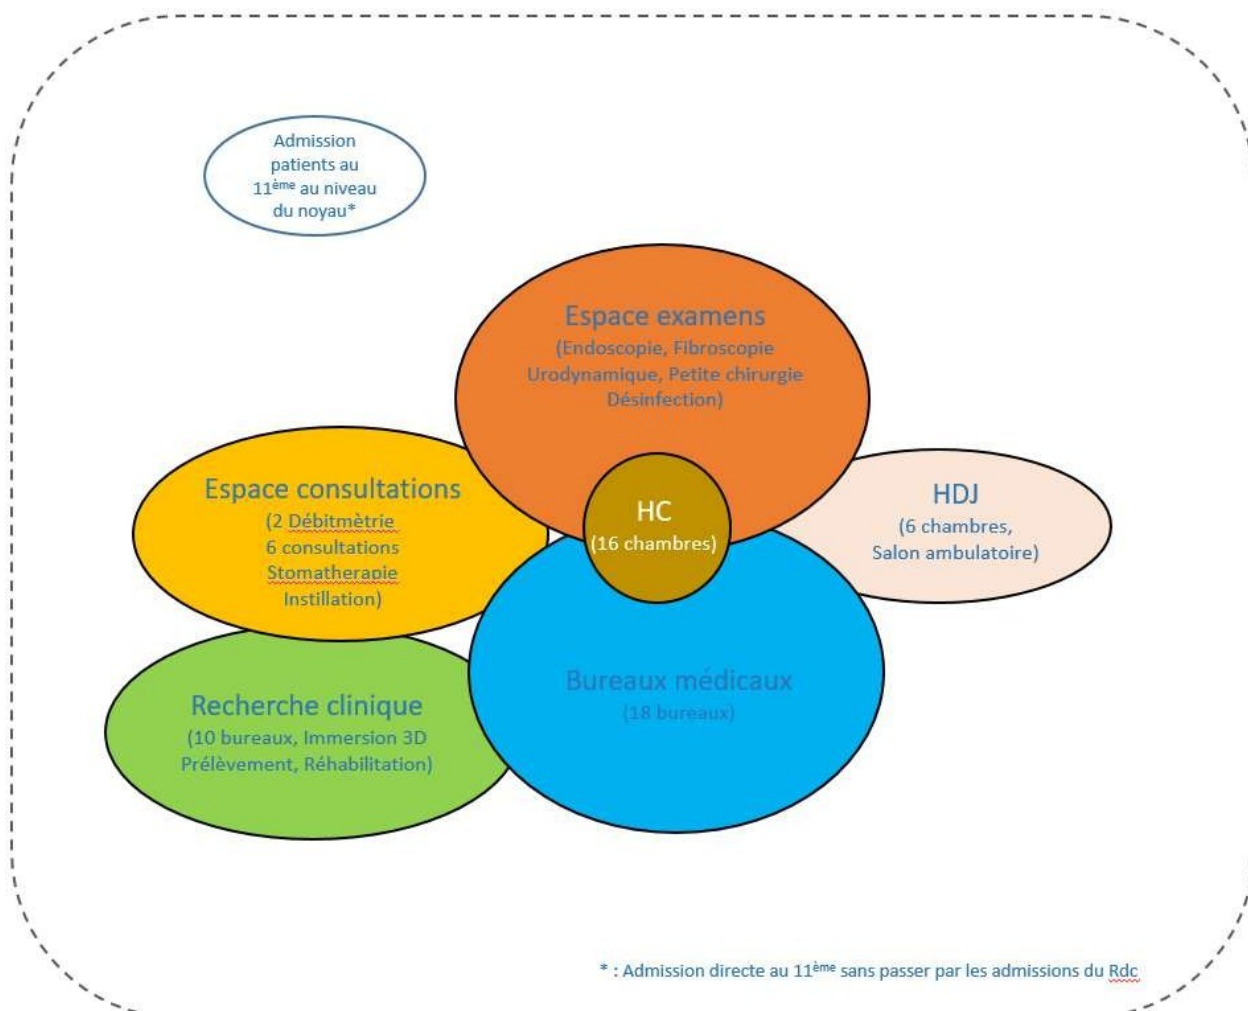 Admission
patients au
11ème au niveau
du noyau*
Espace examens
(Endoscopie, Fibroscopie
Urodynamique, Petite chirurgie
Désinfection)
Espace consultations
(2 Débitmètrie
6 consultations
Stomatherapie
Instillation)
HC
(16 chambres)
HDJ
(6 chambres,
Salon ambulatoire)
Recherche clinique
(10 bureaux, Immersion 3D
Prélèvement, Réhabilitation)
Bureaux médicaux
(18 bureaux)
* : Admission directe au 11ème sans passer par les admissions du Rdc